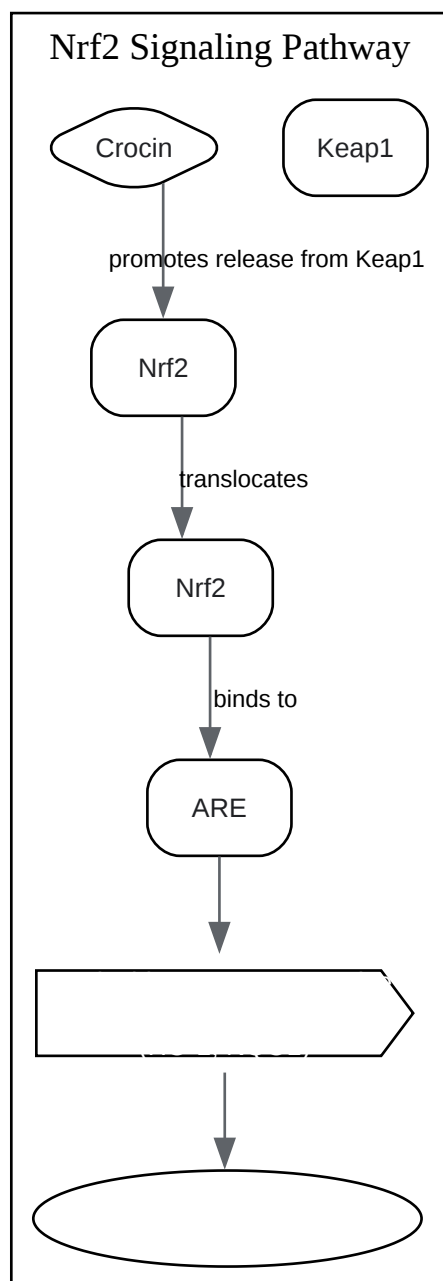 Nrf2 Signaling Pathway
Crocin
Keap1
promotes release from Keap1
Nrf2
translocates
Nrf2
binds to
ARE